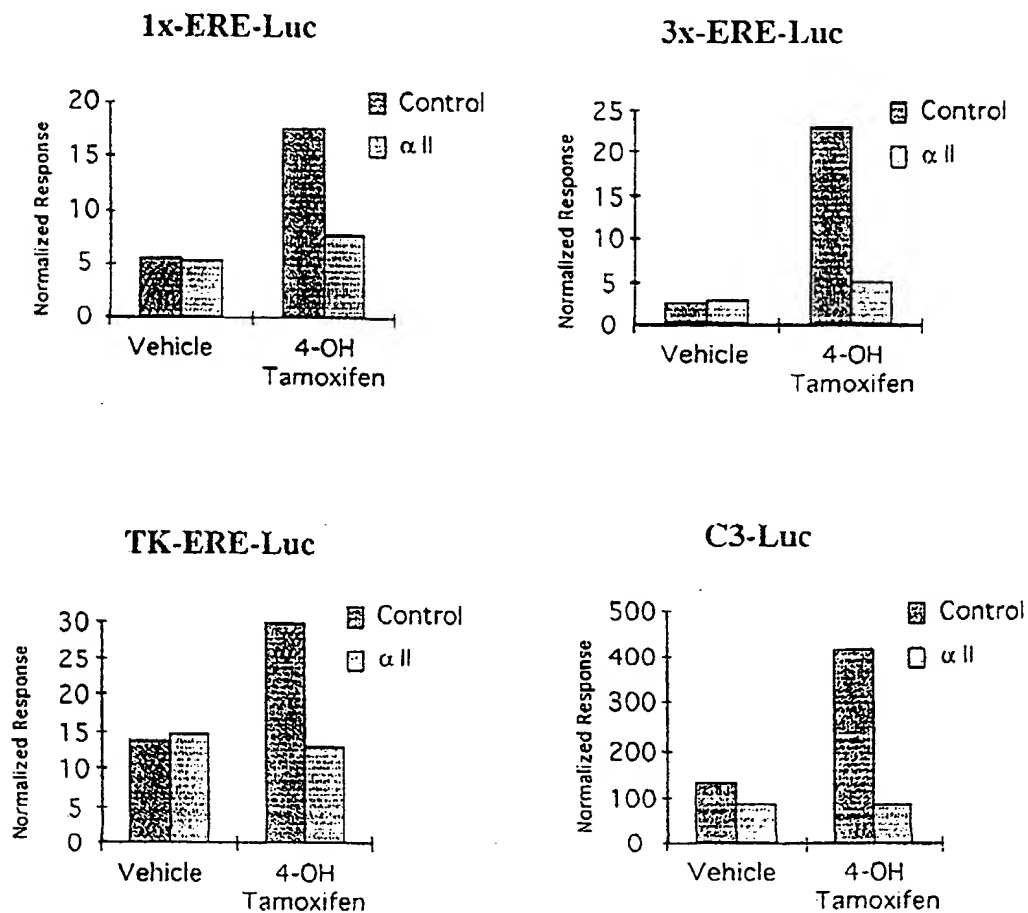 1x-ERE-Luc
Normalized Response
20
15
10
5
0
Control
α II
Vehicle
4-OH
Tamoxifen
3x-ERE-Luc
Normalized Response
25
20
15
10
5
0
Control
α II
Vehicle
4-OH
Tamoxifen
TK-ERE-Luc
Normalized Response
30
25
20
15
10
5
0
Control
α II
Vehicle
4-OH
Tamoxifen
C3-Luc
Normalized Response
500
400
300
200
100
0
Control
α II
Vehicle
4-OH
Tamoxifen